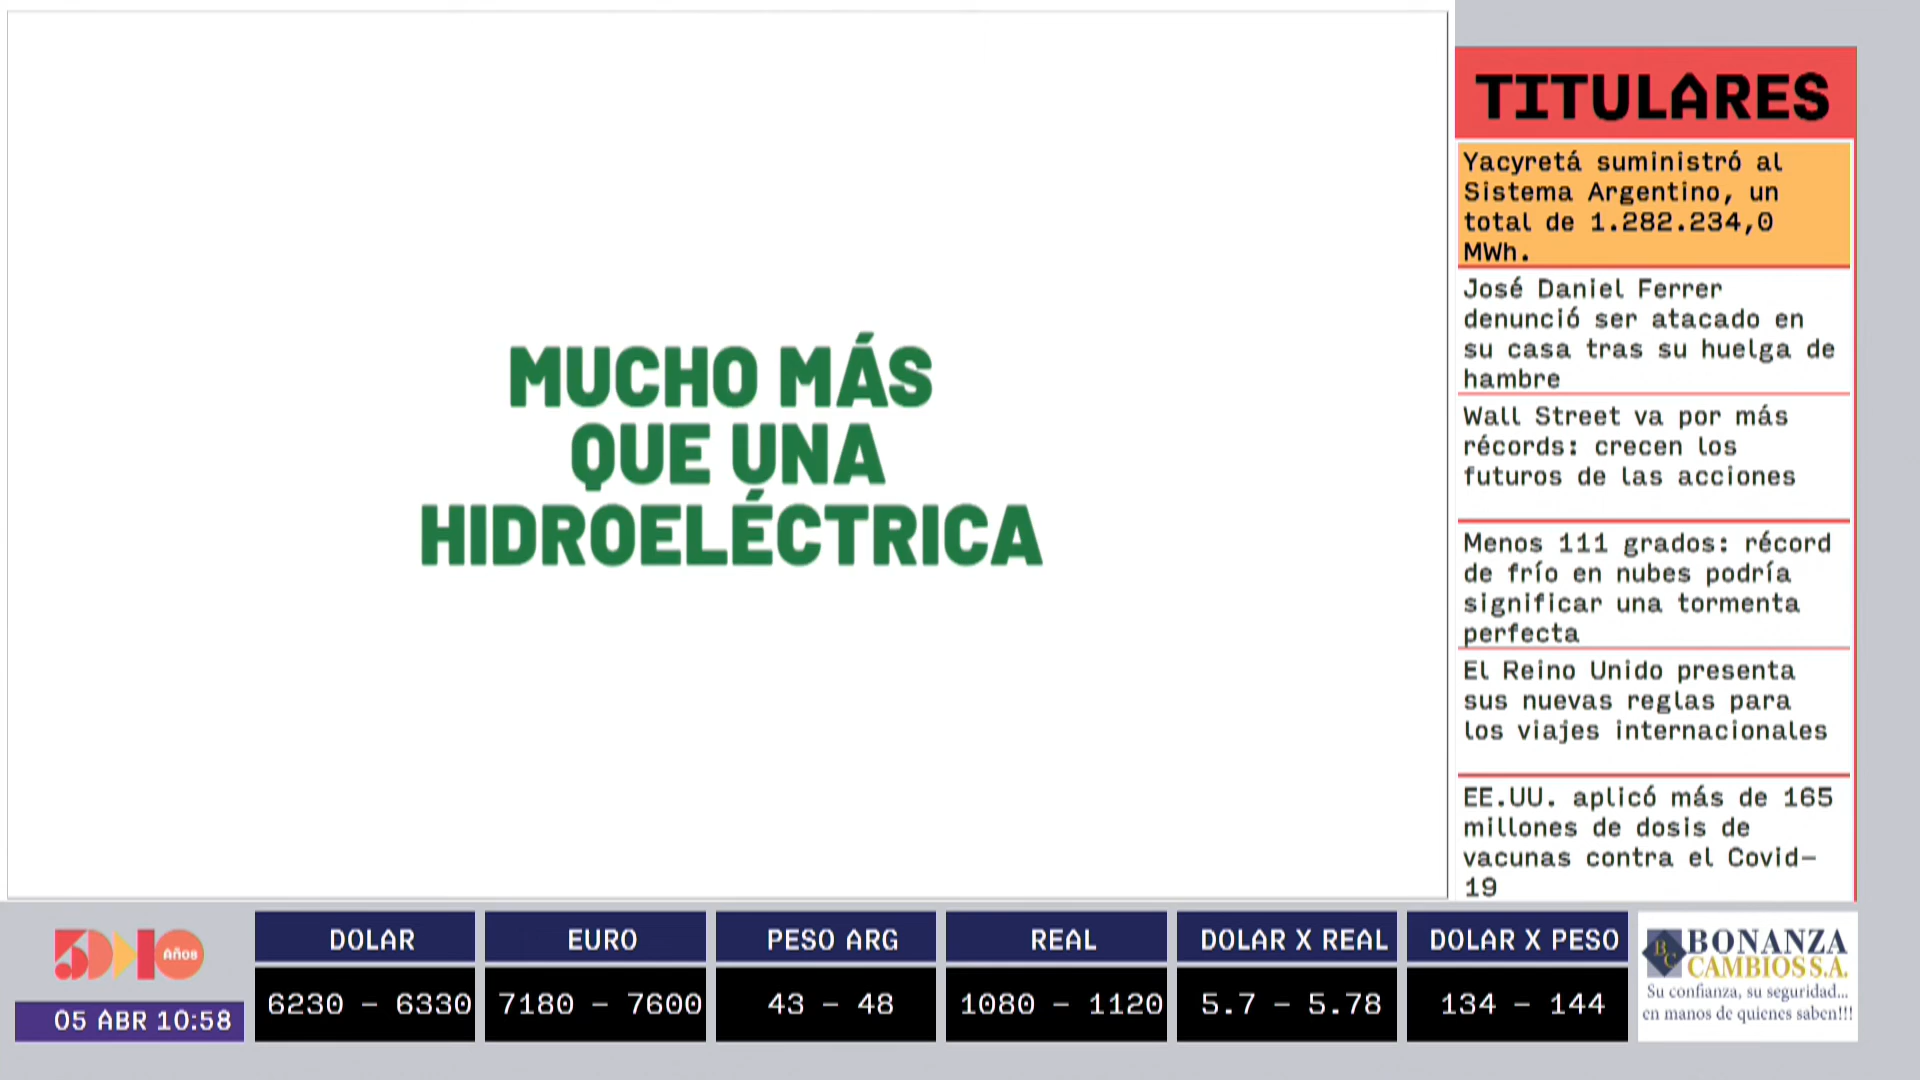 MUCHO MÁS
QUE UNA
HIDROELÉCTRICA
TITULARES
Yacyretá suministró al
Sistema Argentino, un
total de 1.282.234,0
MWh.
José Daniel Ferrer
denunció ser atacado en
su casa tras su huelga de
hambre
Wall Street va por más
récords: crecen los
futuros de las acciones
Menos 111 grados: récord
de frío en nubes podría
significar una tormenta
perfecta
El Reino Unido presenta
sus nuevas reglas para
los viajes internacionales
EE.UU. aplicó más de 165
millones de dosis de
vacunas contra el Covid-
19
Años
05 ABR 10:58
DOLAR
6230 - 6330
EURO
7180 - 7600
PESO ARG
43 - 48
REAL
1080 - 1120
DOLAR X REAL
5.7 - 5.78
DOLAR X PESO
134 - 144
BC
BONANZA
CAMBIOS S.A.
Su confianza, su seguridad...
en manos de quienes saben!!!